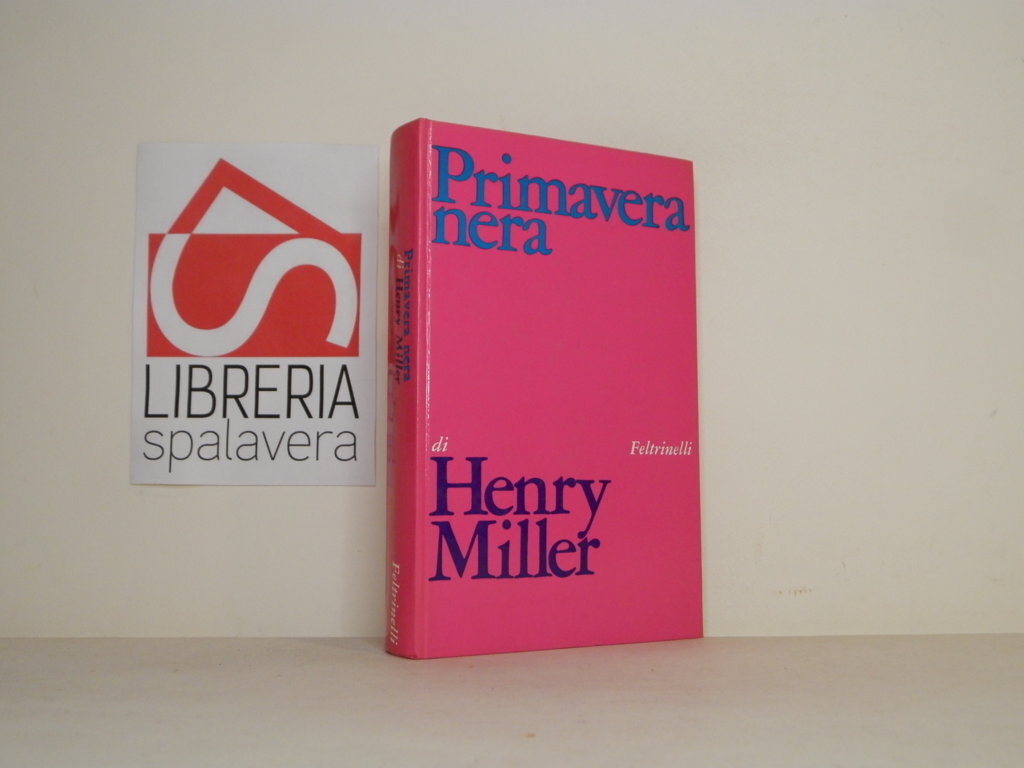 LIBRERIA
spalavera
Primavera nera
di Henry Miller
Feltrinelli
Primavera
nera
di
Feltrinelli
Henry
Miller